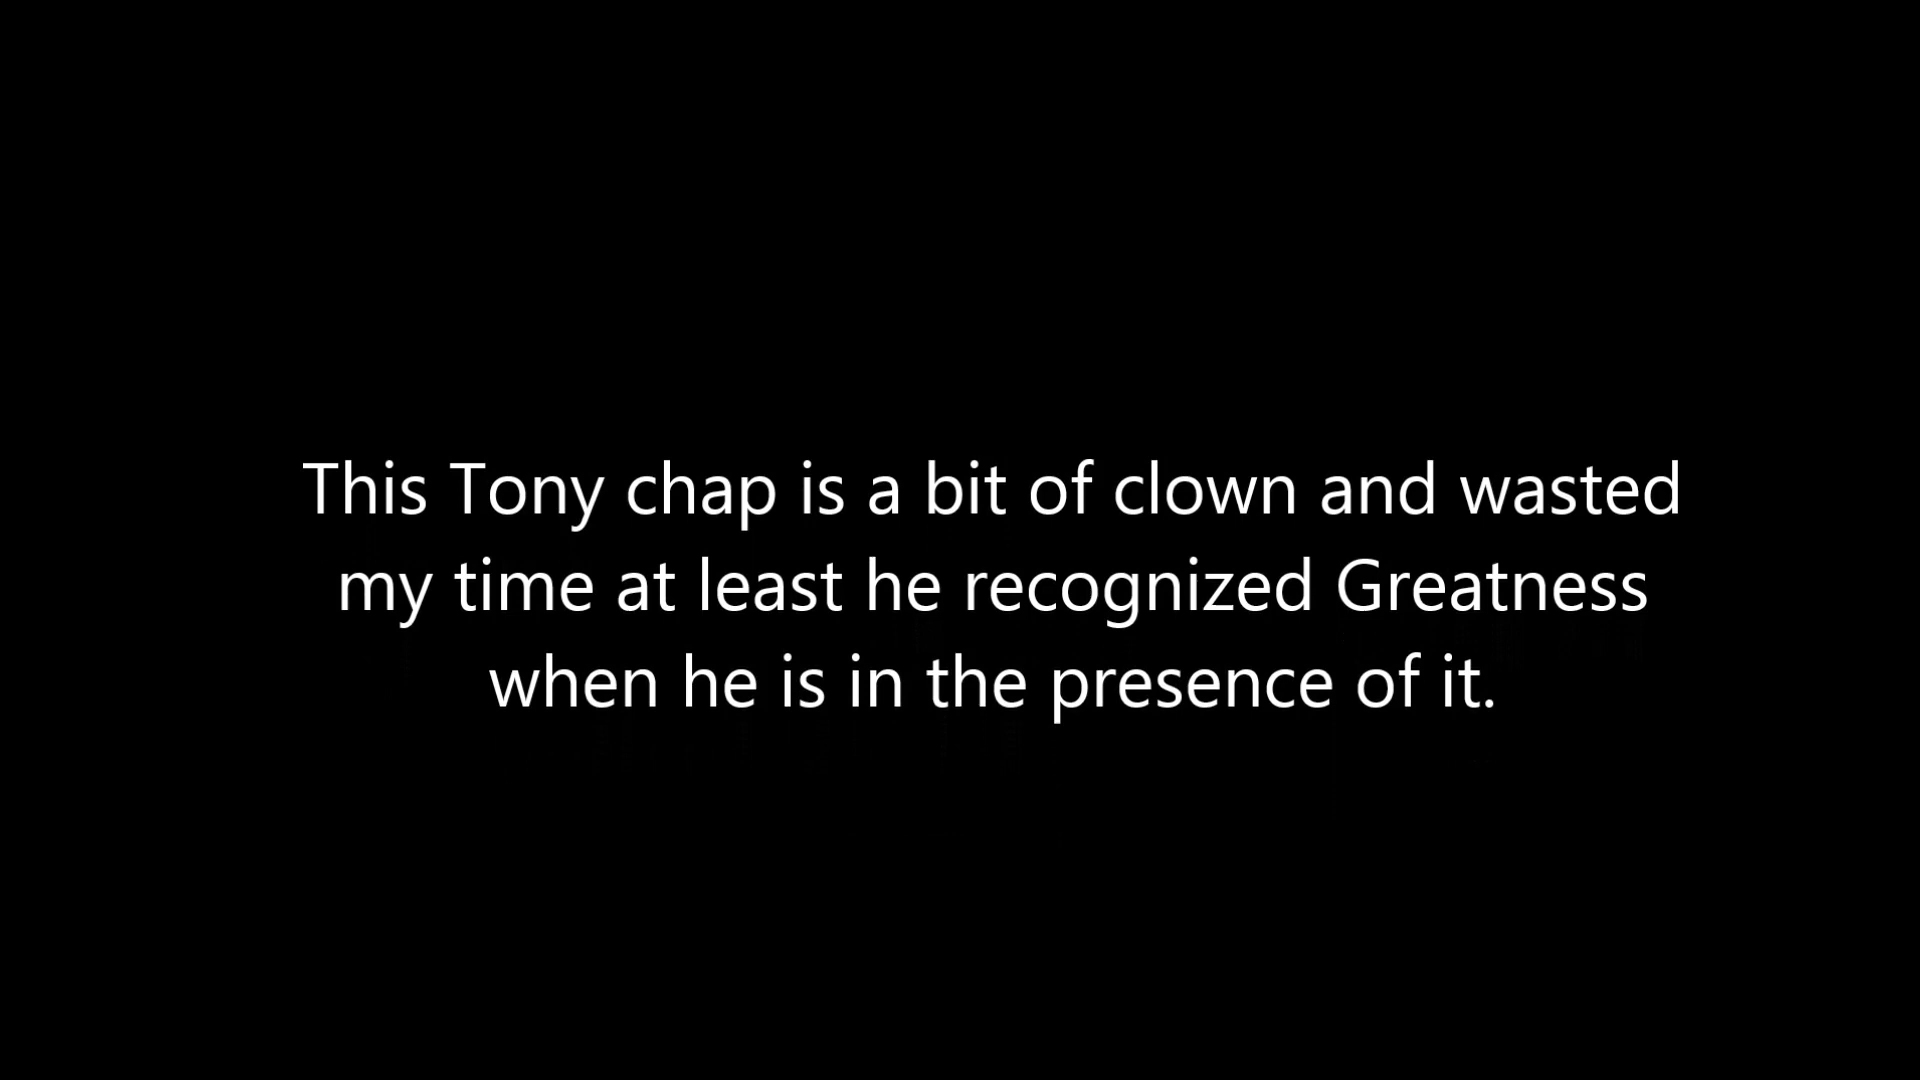 This Tony chap is a bit of clown and wasted
my time at least he recognized Greatness
when he is in the presence of it.